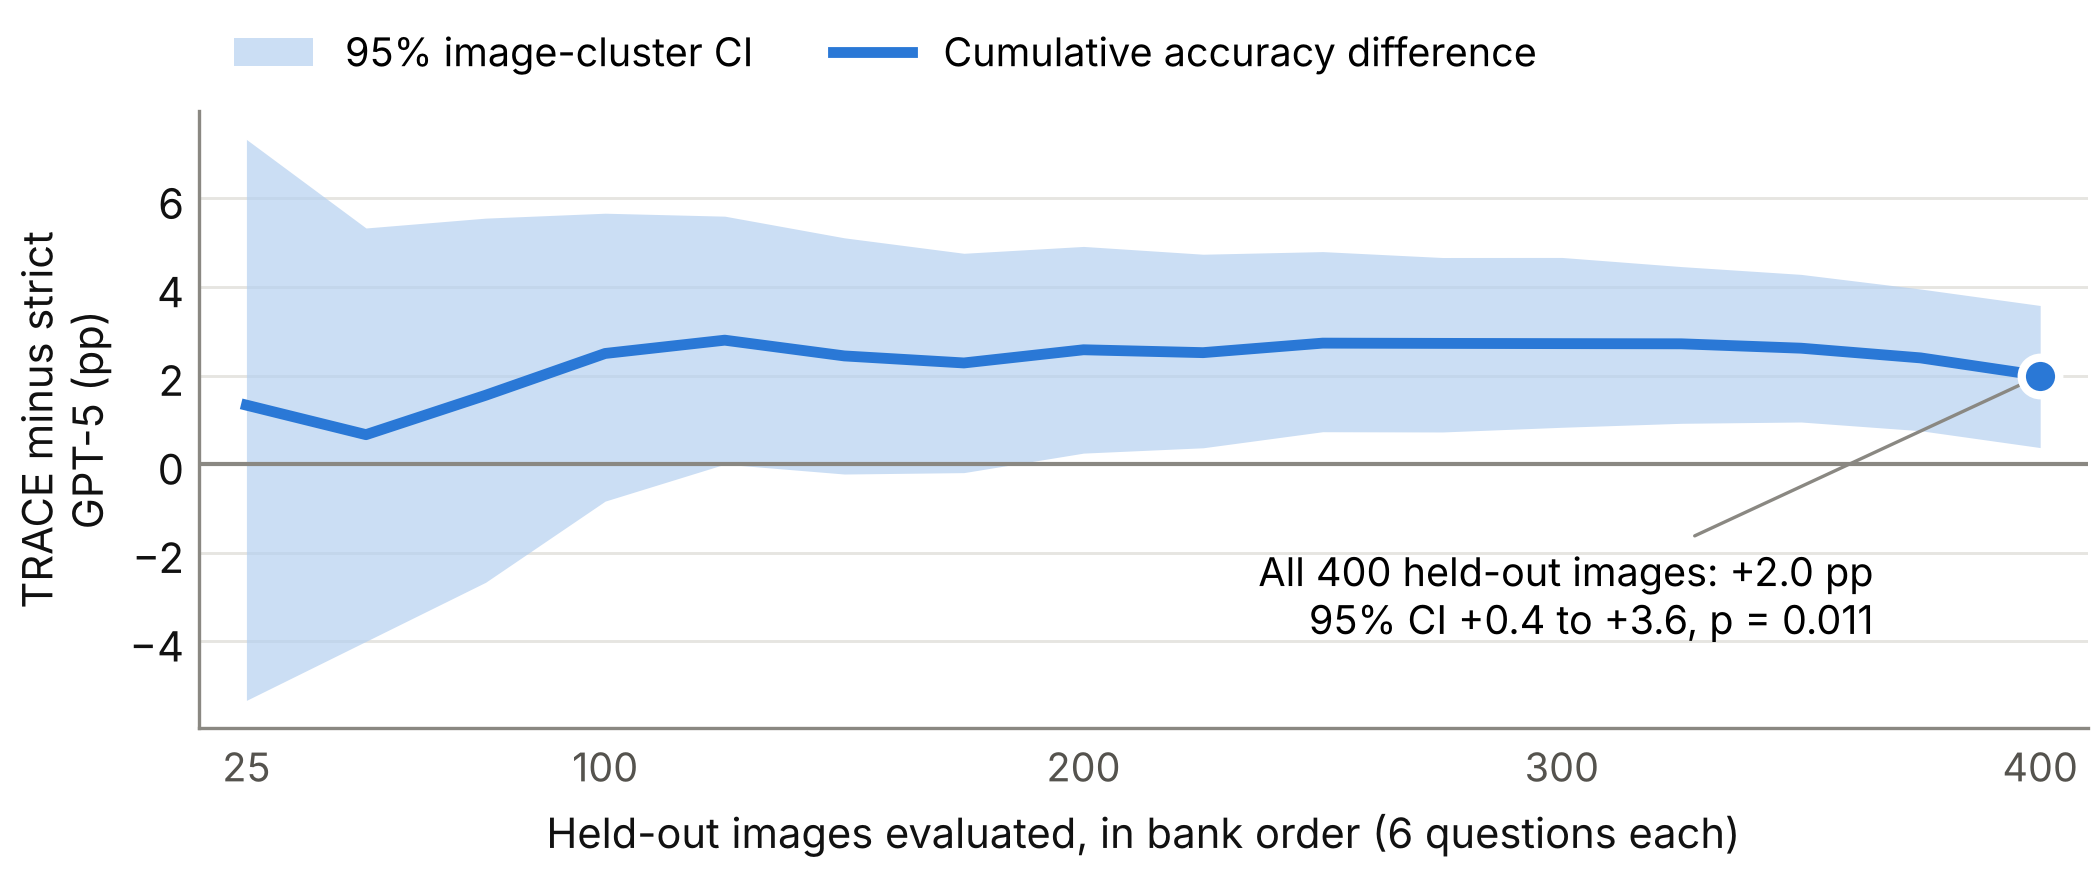 95% image-cluster CI
Cumulative accuracy difference
TRACE minus strict
GPT-5 (pp)
6
4
2
0
−2
−4
All 400 held-out images: +2.0 pp
95% CI +0.4 to +3.6, p = 0.011
25 100 200 300 400
Held-out images evaluated, in bank order (6 questions each)